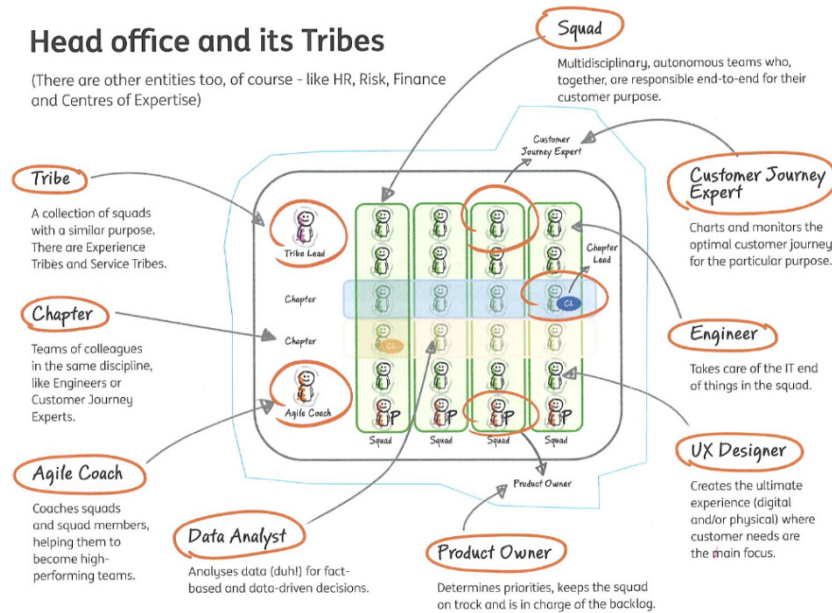 Head office and its Tribes
(There are other entities too, of course - like HR, Risk, Finance
and Centres of Expertise)
Squad
Multidisciplinary, autonomous teams who,
together, are responsible end-to-end for their
customer purpose.
Tribe
A collection of squads
with a similar purpose.
There are Experience
Tribes and Service Tribes.
Chapter
Teams of colleagues
in the same discipline,
like Engineers or
Customer Journey
Experts.
Agile Coach
Coaches squads
and squad members,
helping them to
become high-
performing teams.
Customer
Journey Expert
Tribe Lead
Chapter
Lead
Chapter
CL
Chapter
CL
Agile Coach
P
P
P
P
Squad
Squad
Squad
Squad
Product Owner
Customer Journey
Expert
Charts and monitors the
optimal customer journey
for the particular purpose.
Engineer
Takes care of the IT end
of things in the squad.
UX Designer
Creates the ultimate
experience (digital
and/or physical) where
customer needs are
the main focus.
Data Analyst
Analyses data (duh!) for fact-
based and data-driven decisions.
Product Owner
Determines priorities, keeps the squad
on track and is in charge of the backlog.